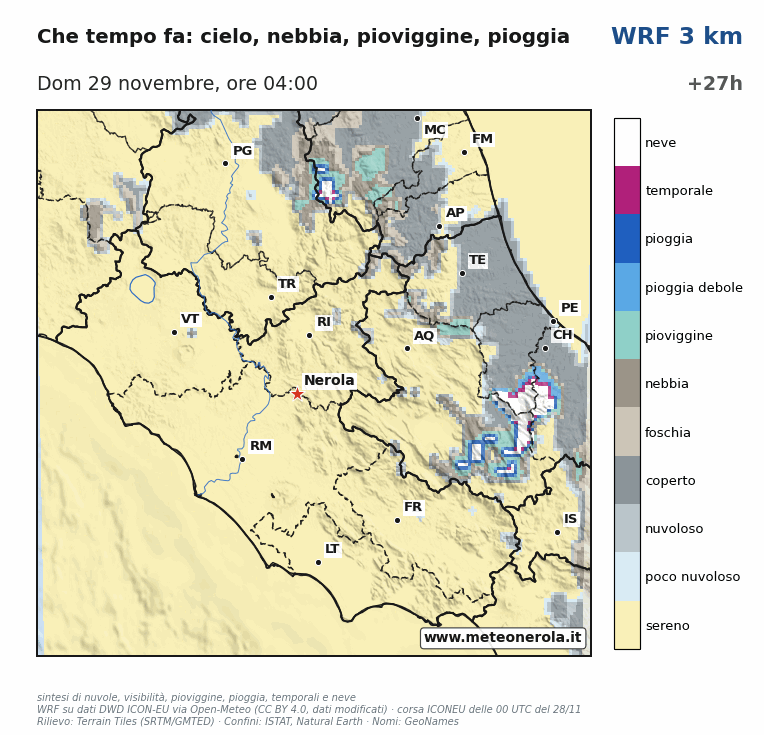 Che tempo fa: cielo, nebbia, pioviggine, pioggia
WRF 3 km
Dom 29 novembre, ore 04:00
+27h
MC
FM
PG
AP
TE
TR
PE
VT
RI
AQ
CH
Nerola
RM
FR
IS
LT
www.meteonerola.it
neve
temporale
pioggia
pioggia debole
pioviggine
nebbia
foschia
coperto
nuvoloso
poco nuvoloso
sereno
sintesi di nuvole, visibilità, pioviggine, pioggia, temporali e neve
WRF su dati DWD ICON-EU via Open-Meteo (CC BY 4.0, dati modificati) · corsa ICONEU delle 00 UTC del 28/11
Rilievo: Terrain Tiles (SRTM/GMTED) · Confini: ISTAT, Natural Earth · Nomi: GeoNames